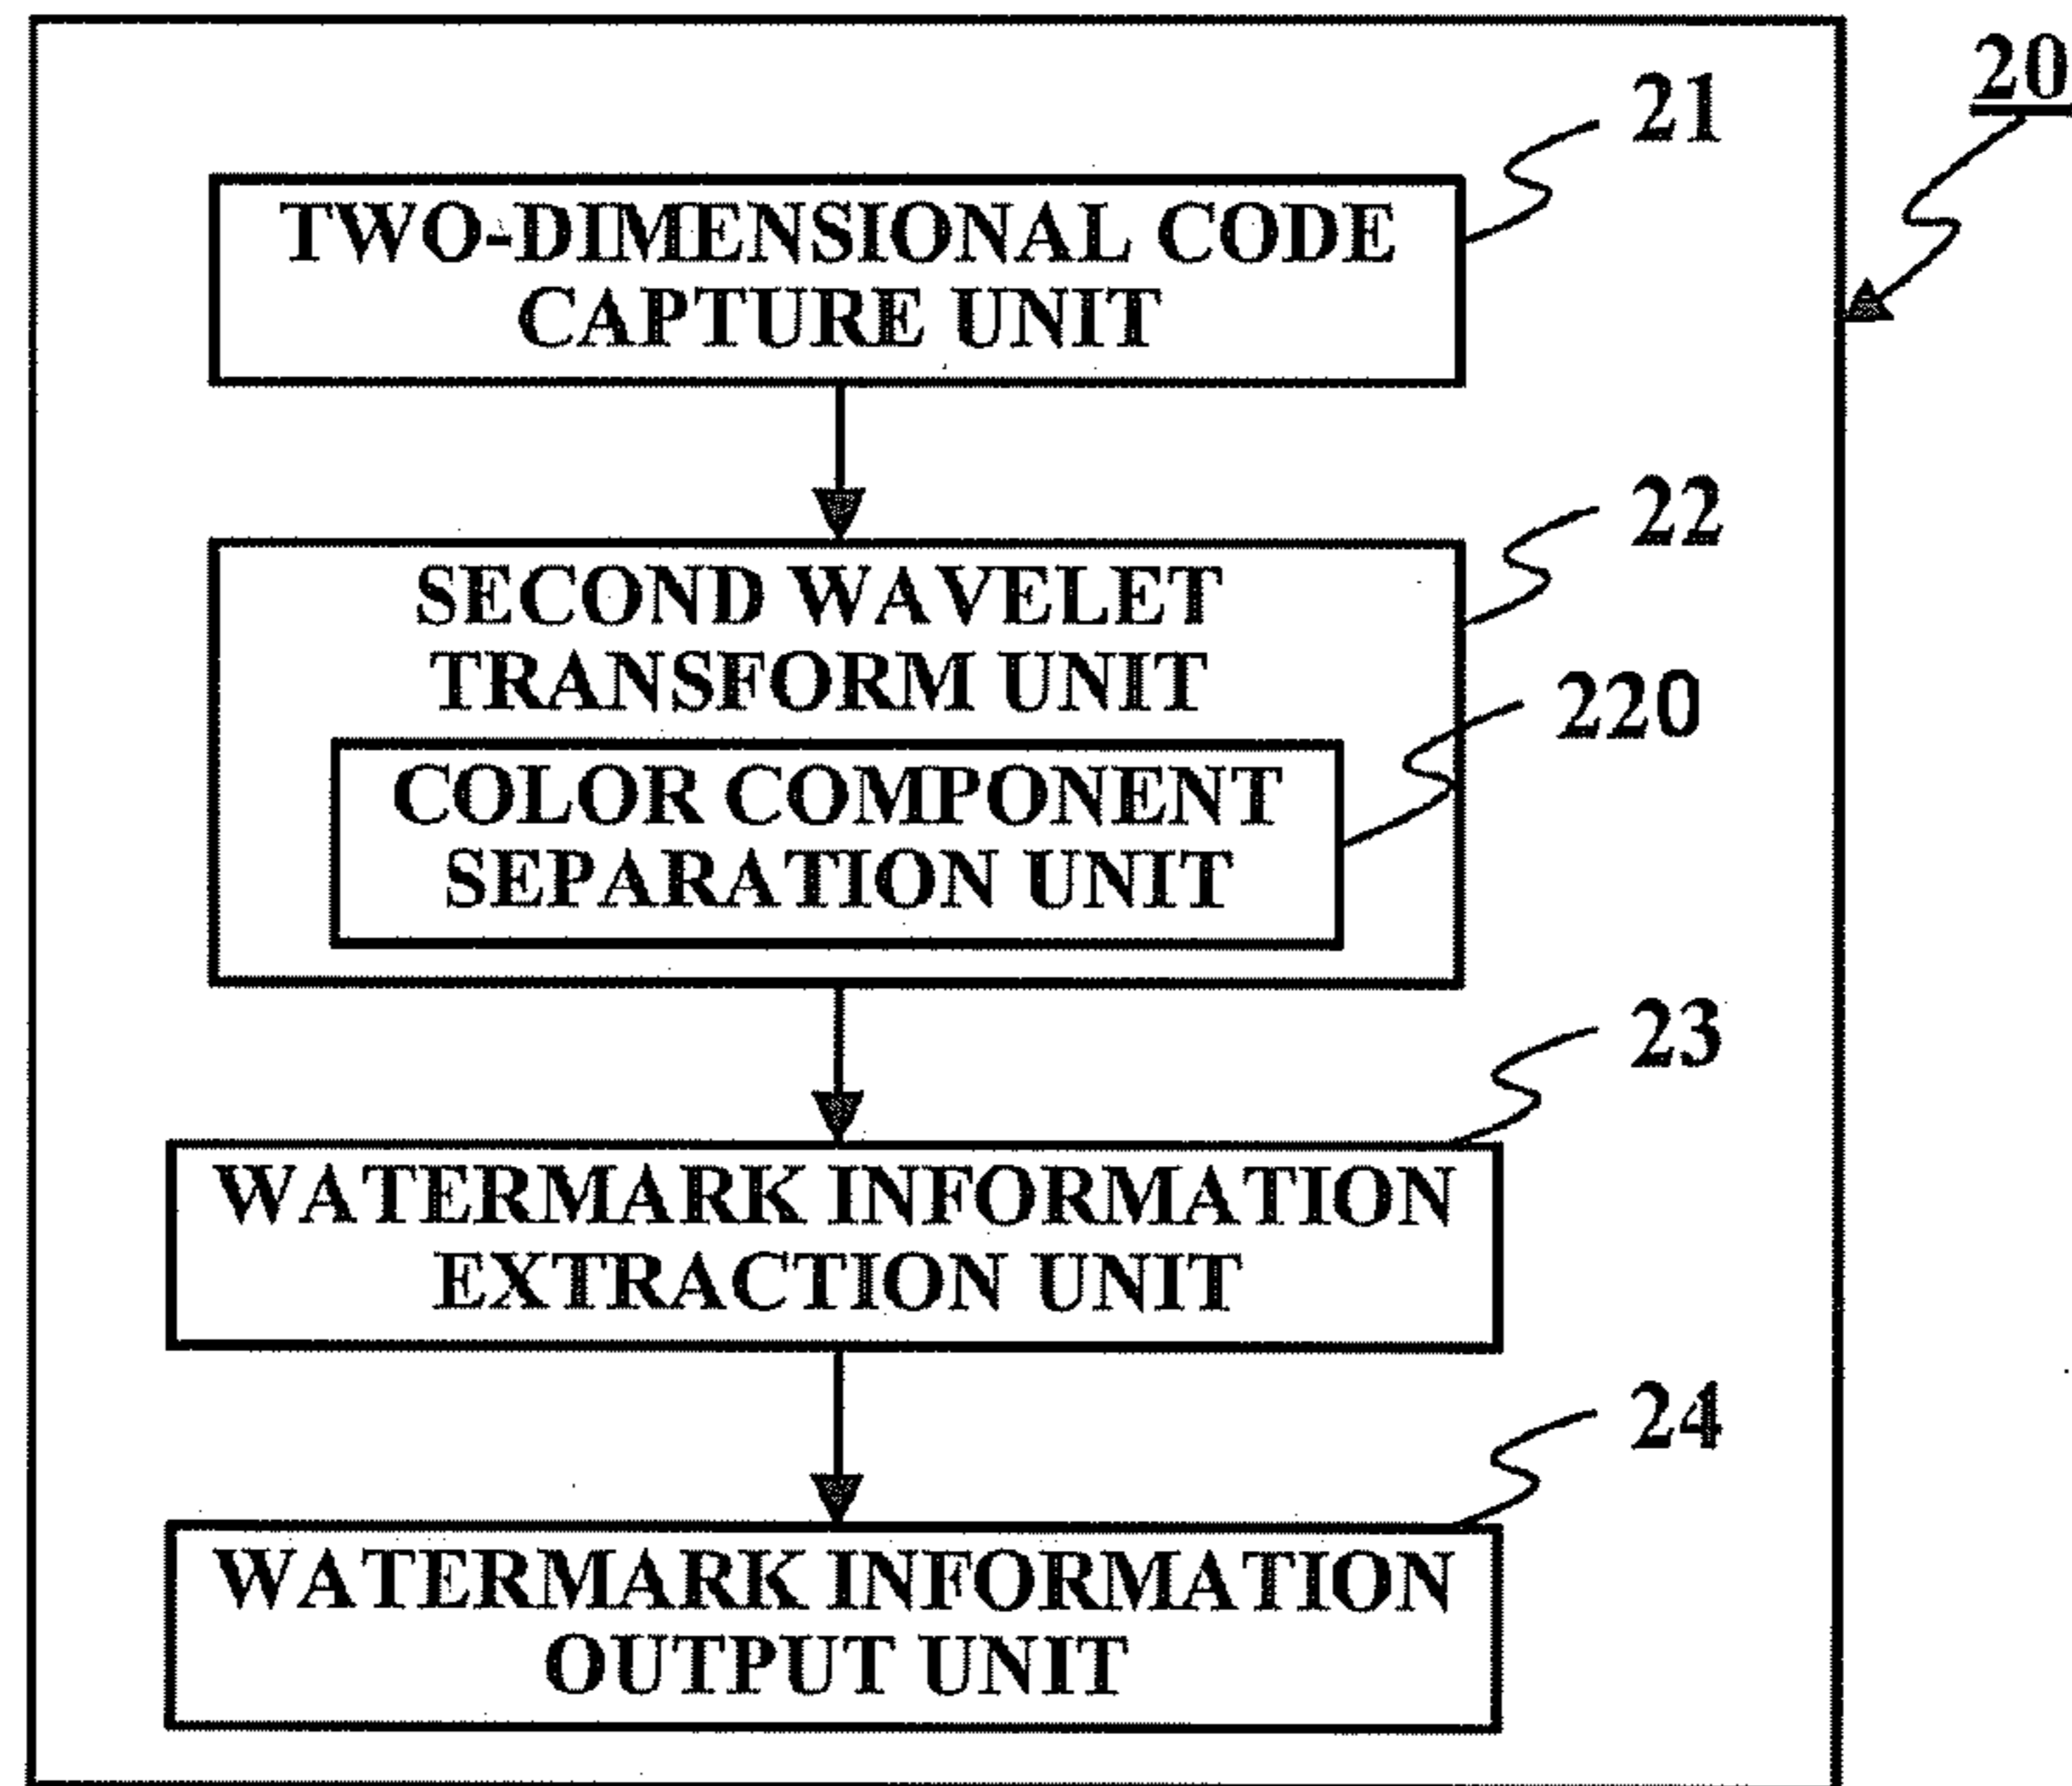 20
21
TWO-DIMENSIONAL CODE
CAPTURE UNIT
22
SECOND WAVELET
TRANSFORM UNIT
220
COLOR COMPONENT
SEPARATION UNIT
23
WATERMARK INFORMATION
EXTRACTION UNIT
24
WATERMARK INFORMATION
OUTPUT UNIT